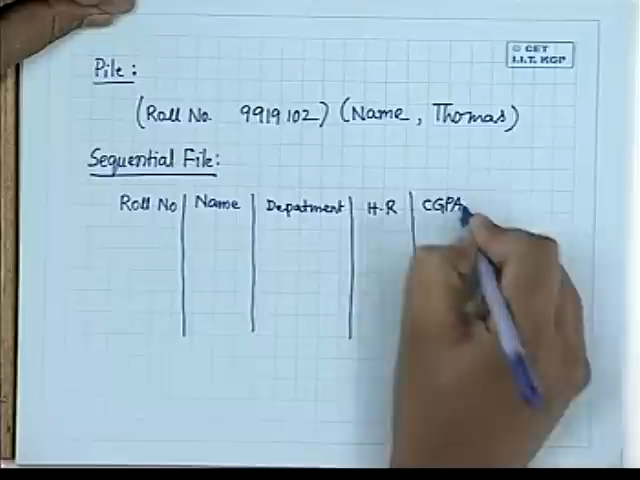 © CET
I.I.T. KGP
Pile :
(Roll No. 9919102) (Name, Thomas)
Sequential File:
Roll No Name Depatment H-R CGPA